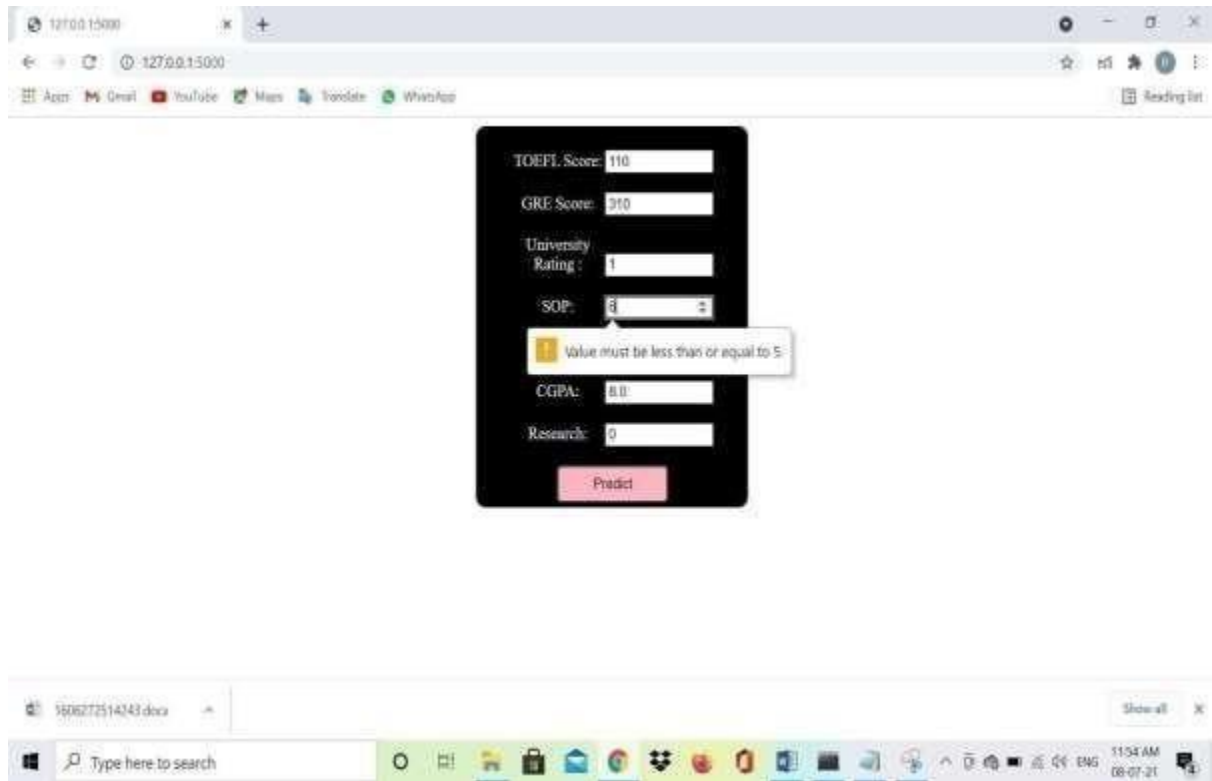 127.0.0.1:5000
127.0.0.1:5000
Apps Gmail YouTube Maps Translate WhatsApp
Reading list
TOEFL Score: 110
GRE Score: 310
University
Rating : 1
SOP: 6
Value must be less than or equal to 5
CGPA: 8.0
Research: 0
Predict
1606272514243.docx
Show all
Type here to search
ENG
11:54 AM
08-07-21